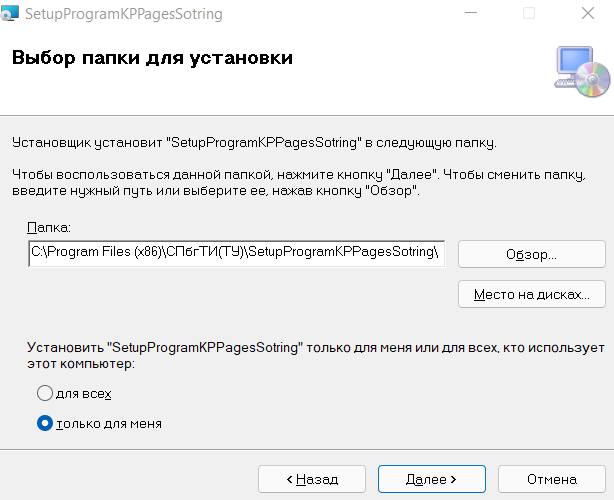 SetupProgramKPPagesSotring
Выбор папки для установки
Установщик установит "SetupProgramKPPagesSotring" в следующую папку.
Чтобы воспользоваться данной папкой, нажмите кнопку "Далее". Чтобы сменить папку,
введите нужный путь или выберите ее, нажав кнопку "Обзор".
Папка:
C:\Program Files (x86)\СПбгТИ(ТУ)\SetupProgramKPPagesSotring\
Обзор...
Место на дисках...
Установить "SetupProgramKPPagesSotring" только для меня или для всех, кто использует
этот компьютер:
для всех
только для меня
< Назад
Далее >
Отмена